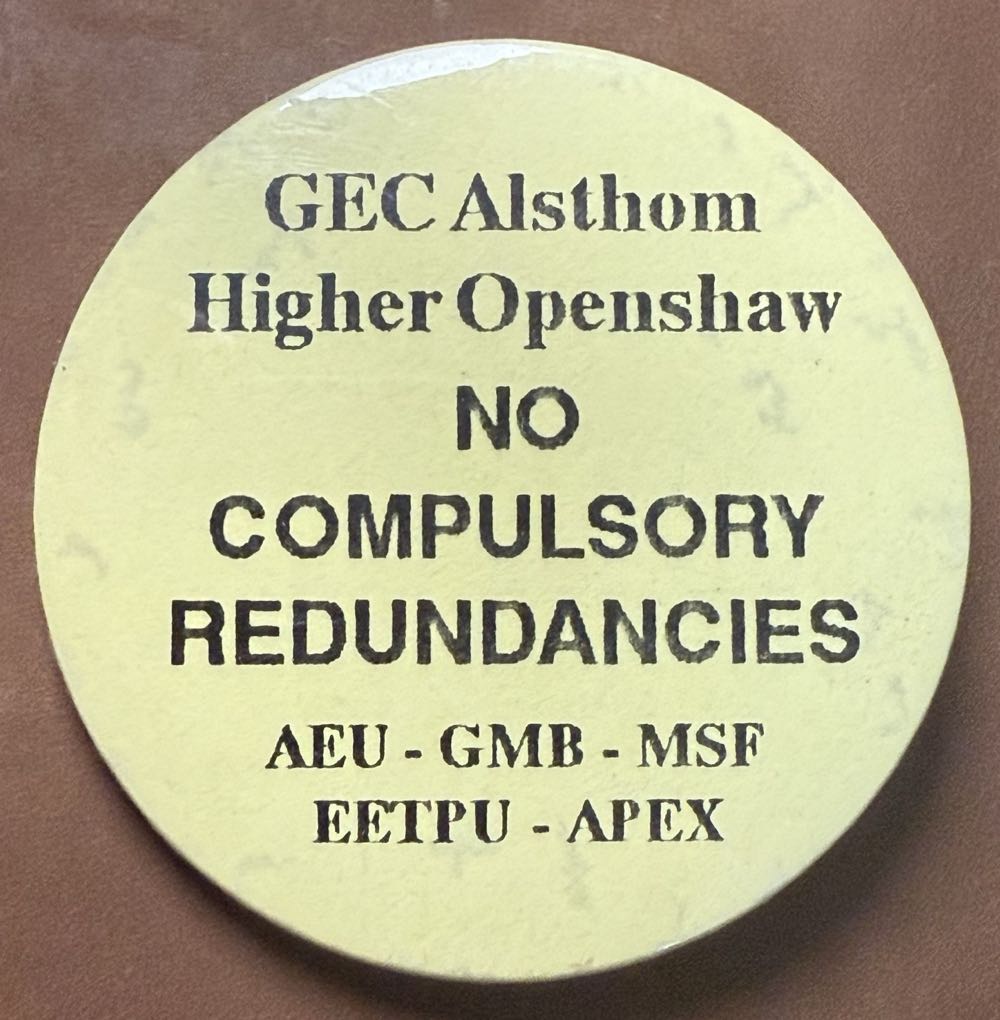 GEC Alsthom
Higher Openshaw
NO
COMPULSORY
REDUNDANCIES
AEU - GMB - MSF
EETPU - APEX